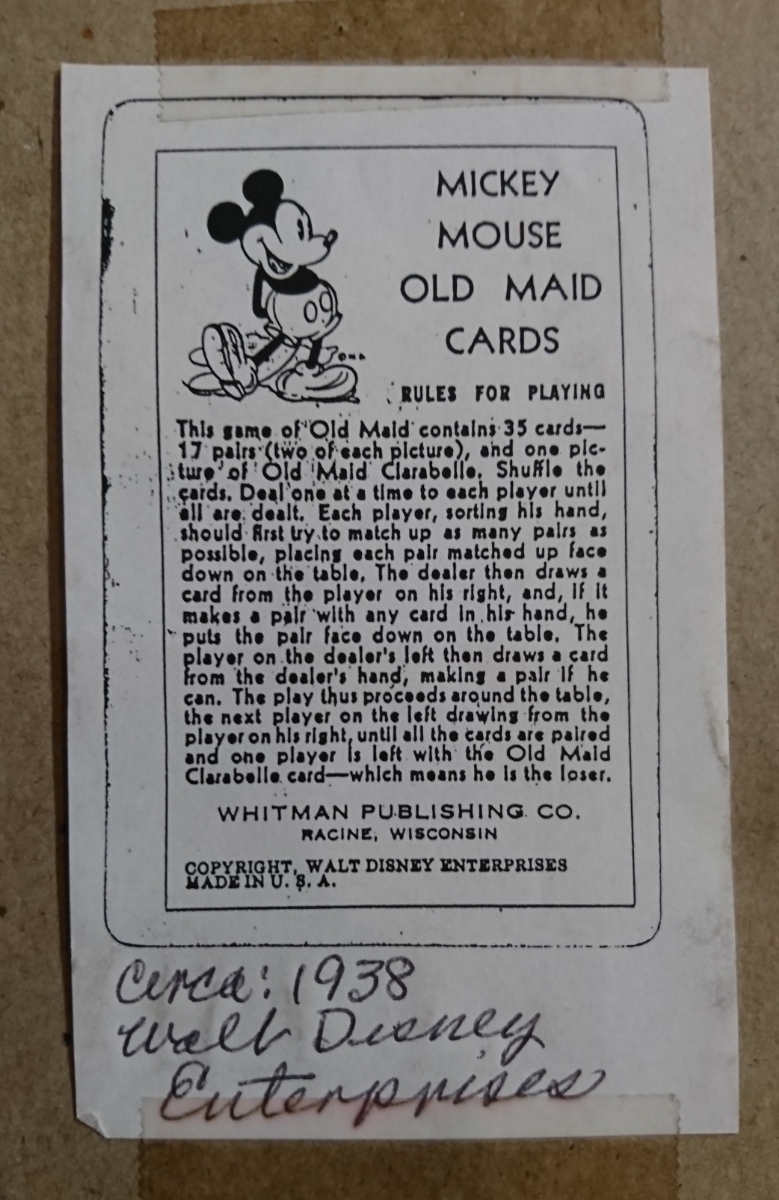 MICKEY
MOUSE
OLD MAID
CARDS
RULES FOR PLAYING
This game of Old Maid contains 35 cards—
17 pairs (two of each picture), and one pic-
ture of Old Maid Clarabelle. Shuffle the
cards. Deal one at a time to each player until
all are dealt. Each player, sorting his hand,
should first try to match up as many pairs as
possible, placing each pair matched up face
down on the table. The dealer then draws a
card from the player on his right, and, if it
makes a pair with any card in his hand, he
puts the pair face down on the table. The
player on the dealer's left then draws a card
from the dealer's hand, making a pair if he
can. The play thus proceeds around the table,
the next player on the left drawing from the
player on his right, until all the cards are paired
and one player is left with the Old Maid
Clarabelle card—which means he is the loser.
WHITMAN PUBLISHING CO.
RACINE, WISCONSIN
COPYRIGHT, WALT DISNEY ENTERPRISES
MADE IN U. S. A.
Circa: 1938
Walt Disney
Enterprises